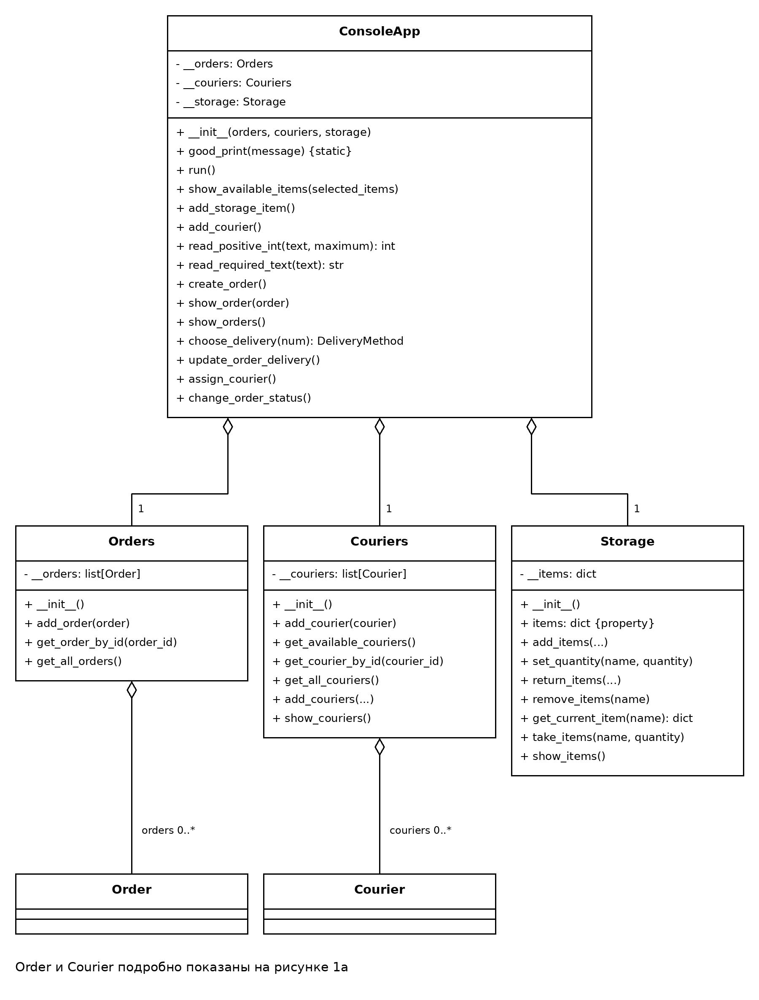 ConsoleApp
- __orders: Orders
- __couriers: Couriers
- __storage: Storage
+ __init__(orders, couriers, storage)
+ good_print(message) {static}
+ run()
+ show_available_items(selected_items)
+ add_storage_item()
+ add_courier()
+ read_positive_int(text, maximum): int
+ read_required_text(text): str
+ create_order()
+ show_order(order)
+ show_orders()
+ choose_delivery(num): DeliveryMethod
+ update_order_delivery()
+ assign_courier()
+ change_order_status()
1
1
1
Orders
- __orders: list[Order]
+ __init__()
+ add_order(order)
+ get_order_by_id(order_id)
+ get_all_orders()
Couriers
- __couriers: list[Courier]
+ __init__()
+ add_courier(courier)
+ get_available_couriers()
+ get_courier_by_id(courier_id)
+ get_all_couriers()
+ add_couriers(...)
+ show_couriers()
Storage
- __items: dict
+ __init__()
+ items: dict {property}
+ add_items(...)
+ set_quantity(name, quantity)
+ return_items(...)
+ remove_items(name)
+ get_current_item(name): dict
+ take_items(name, quantity)
+ show_items()
orders 0..*
couriers 0..*
Order
Courier
Order и Courier подробно показаны на рисунке 1а